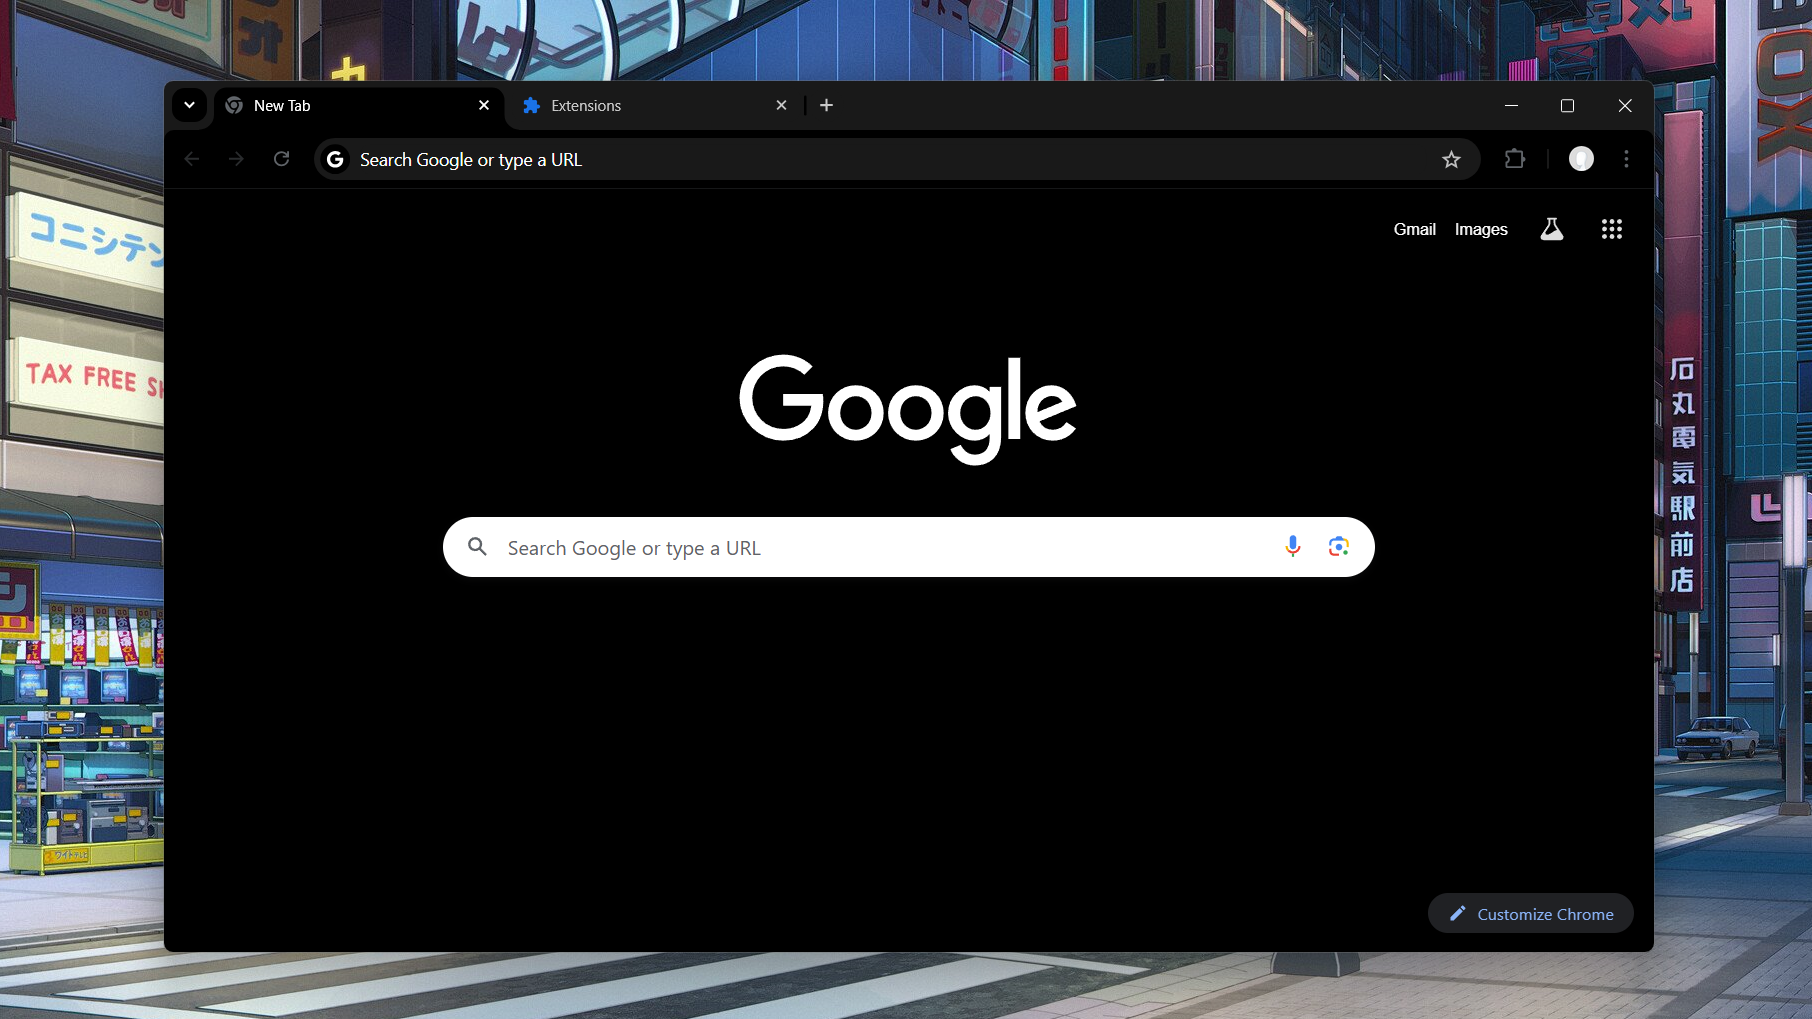 カ
New Tab
Extensions
Search Google or type a URL
Gmail
Images
Google
Search Google or type a URL
Customize Chrome
コニシテン
TAX FREE
石丸電気駅前店